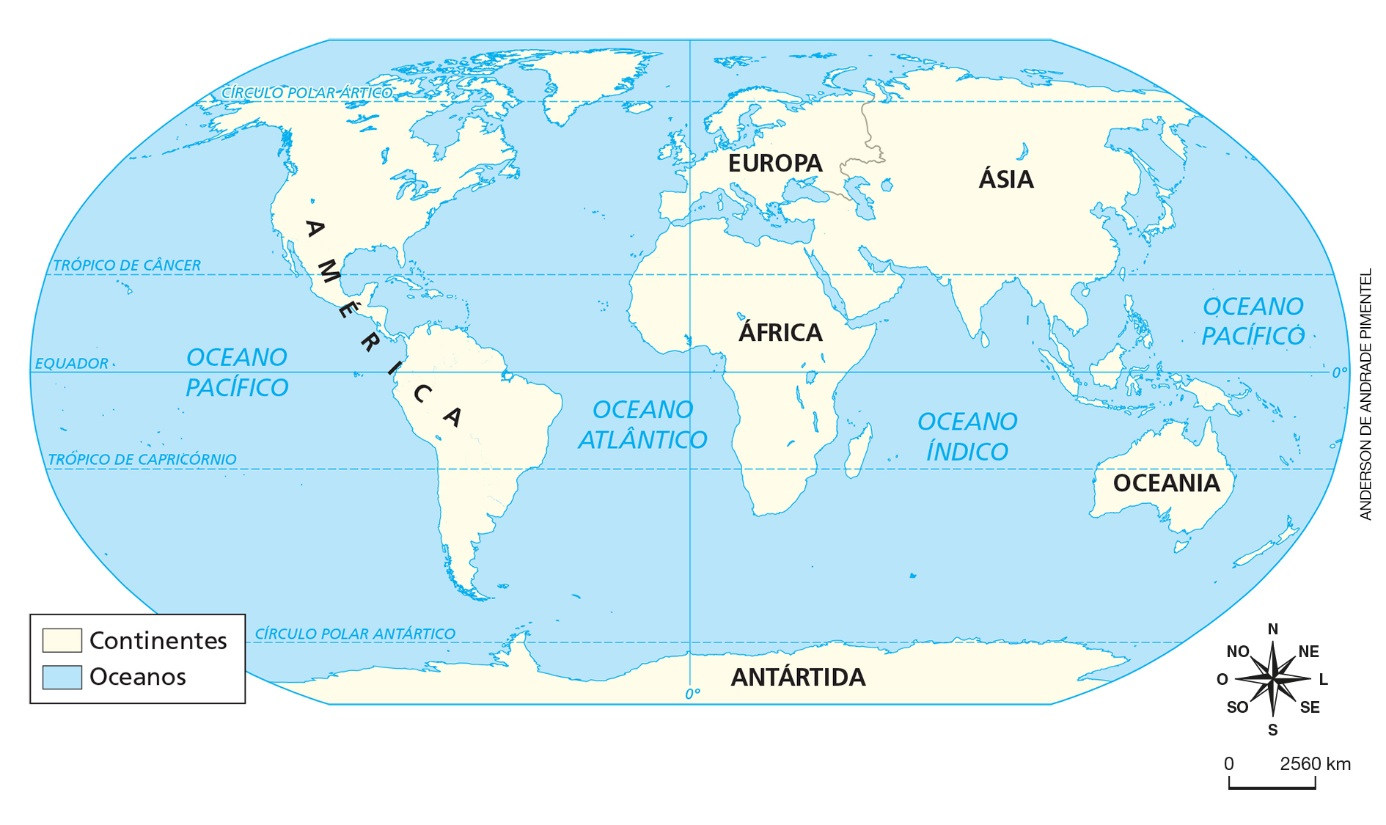 CÍRCULO POLAR ÁRTICO
EUROPA
ÁSIA
AMÉRICA
TRÓPICO DE CÂNCER
OCEANO
PACÍFICO
ÁFRICA
EQUADOR
0°
OCEANO
PACÍFICO
OCEANO
ATLÂNTICO
OCEANO
ÍNDICO
TRÓPICO DE CAPRICÓRNIO
OCEANIA
CÍRCULO POLAR ANTÁRTICO
ANTÁRTIDA
0°
Continentes
Oceanos
N
NO
NE
O
L
SO
SE
S
0
2560 km
ANDERSON DE ANDRADE PIMENTEL